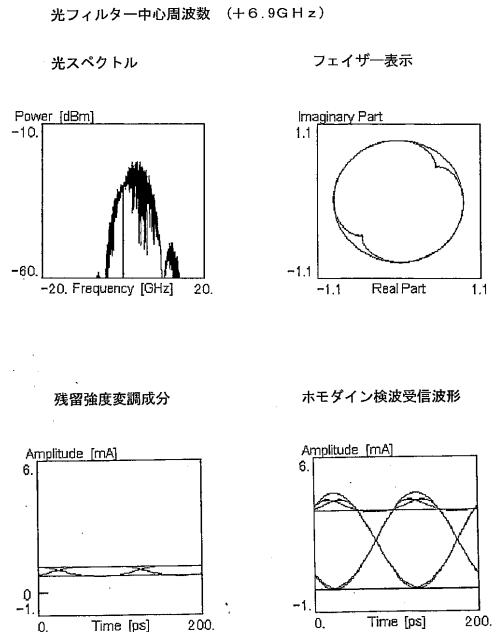 光フィルター中心周波数 (＋6.9GHz)
光スペクトル
フェイザー表示
Power [dBm]
-10.
-60.
-20. Frequency [GHz] 20.
Imaginary Part
1.1
-1.1
-1.1 Real Part 1.1
残留強度変調成分
ホモダイン検波受信波形
Amplitude [mA]
6.
0
-1.
0. Time [ps] 200.
Amplitude [mA]
6.
-1.
0. Time [ps] 200.